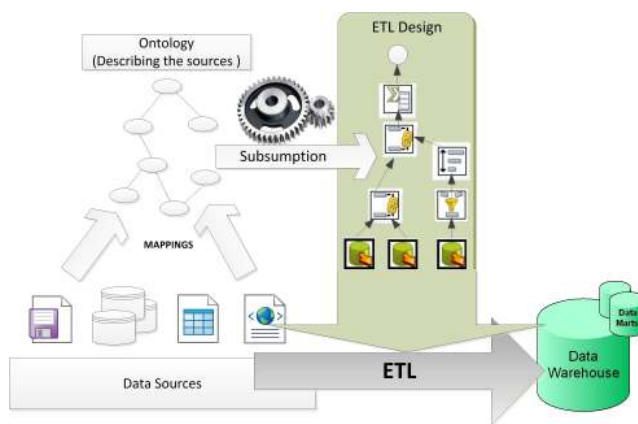 ETL Design
Ontology
(Describing the sources )
Subsumption
MAPPINGS
Data Sources
ETL
Data
Marts
Data
Warehouse